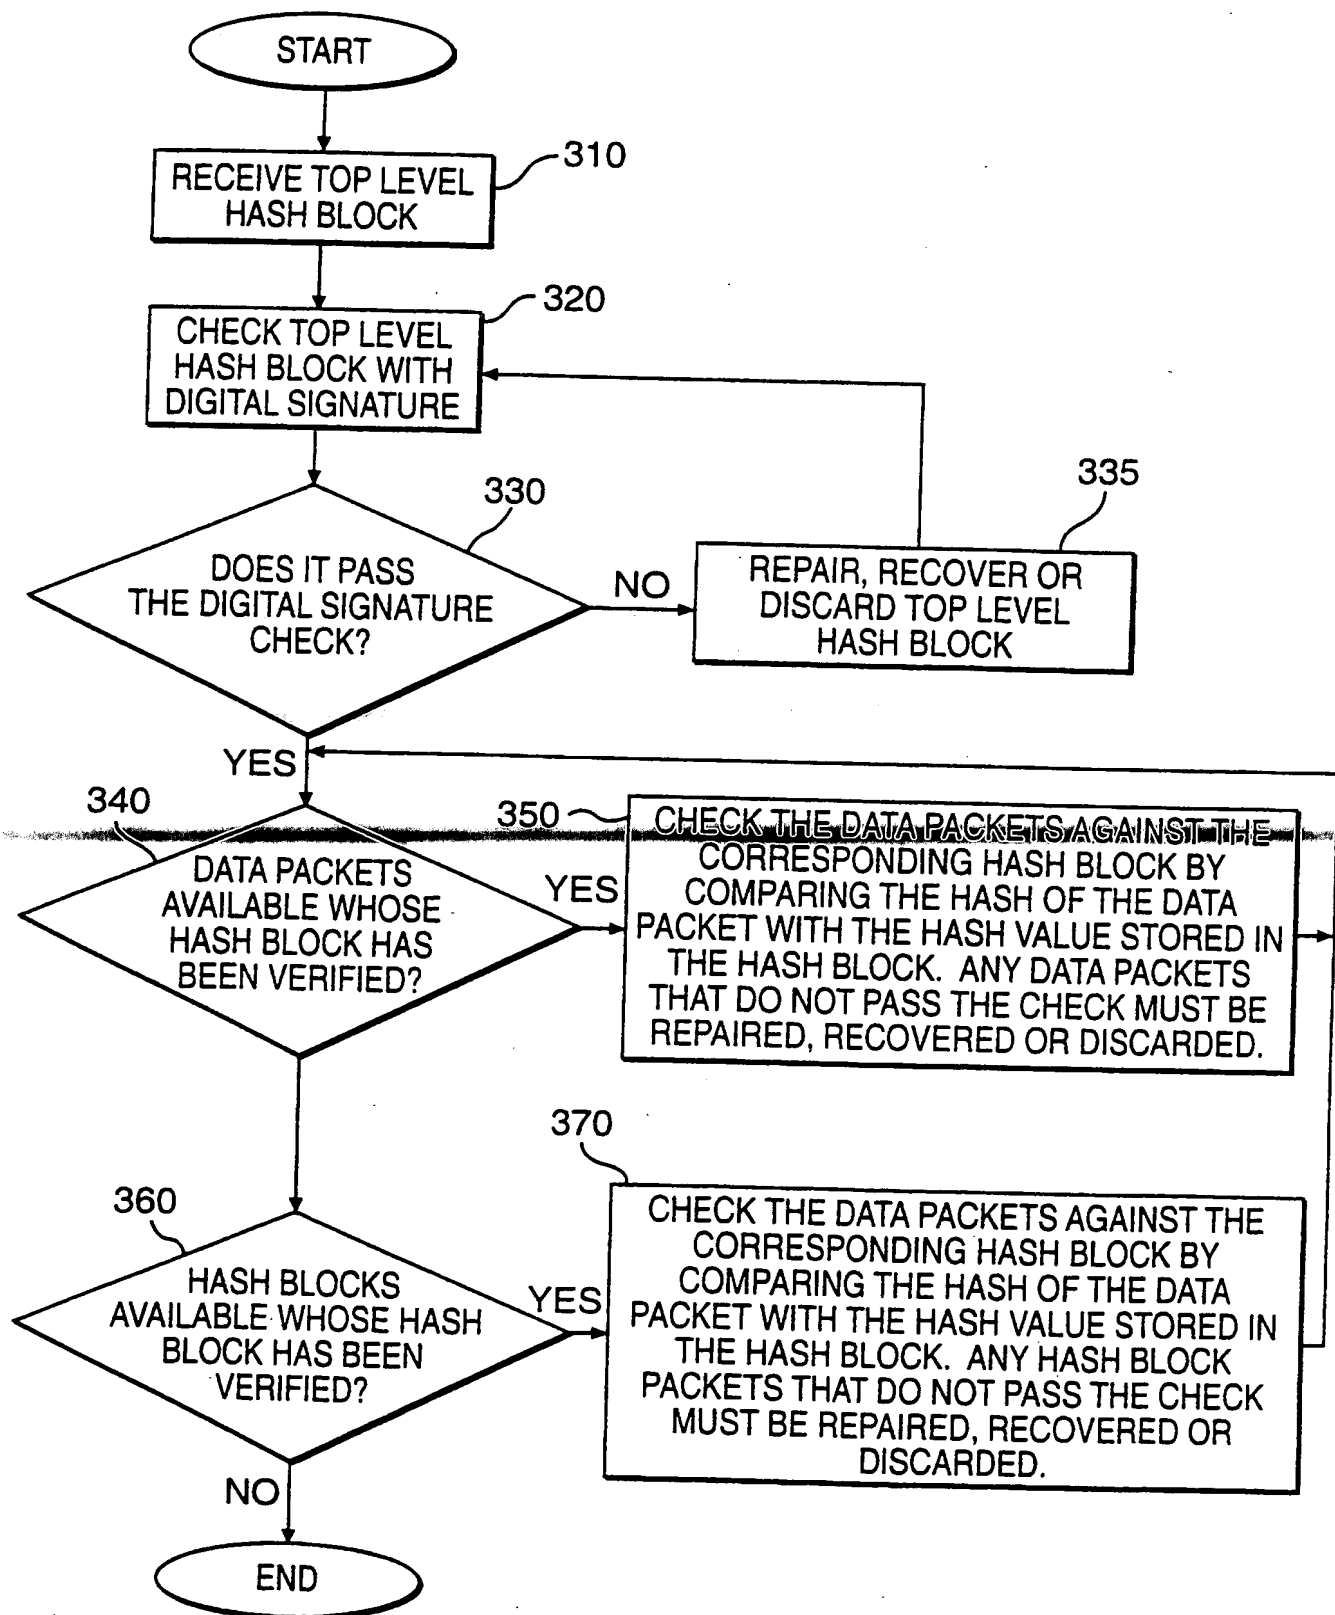 START
310
RECEIVE TOP LEVEL
HASH BLOCK
320
CHECK TOP LEVEL
HASH BLOCK WITH
DIGITAL SIGNATURE
330
335
DOES IT PASS
THE DIGITAL SIGNATURE
CHECK?
NO
REPAIR, RECOVER OR
DISCARD TOP LEVEL
HASH BLOCK
YES
340
DATA PACKETS
AVAILABLE WHOSE
HASH BLOCK HAS
BEEN VERIFIED?
YES
350
CHECK THE DATA PACKETS AGAINST THE
CORRESPONDING HASH BLOCK BY
COMPARING THE HASH OF THE DATA
PACKET WITH THE HASH VALUE STORED IN
THE HASH BLOCK. ANY DATA PACKETS
THAT DO NOT PASS THE CHECK MUST BE
REPAIRED, RECOVERED OR DISCARDED.
360
HASH BLOCKS
AVAILABLE WHOSE HASH
BLOCK HAS BEEN
VERIFIED?
YES
370
CHECK THE DATA PACKETS AGAINST THE
CORRESPONDING HASH BLOCK BY
COMPARING THE HASH OF THE DATA
PACKET WITH THE HASH VALUE STORED IN
THE HASH BLOCK. ANY HASH BLOCK
PACKETS THAT DO NOT PASS THE CHECK
MUST BE REPAIRED, RECOVERED OR
DISCARDED.
NO
END